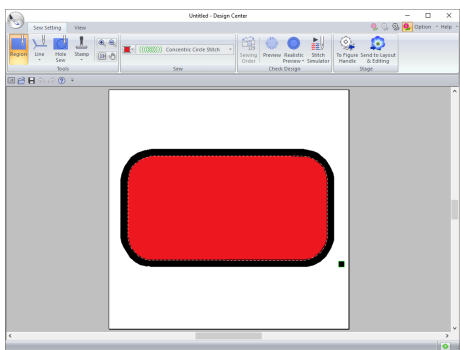 Untitled - Design Center
Sew Setting View
Option Help
Region Line Hole Sew Stamp
Concentric Circle Stitch
Sewing Order Preview Realistic Preview Stitch Simulator
To Figure Handle Send to Layout & Editing
Tools Sew Check Design Stage